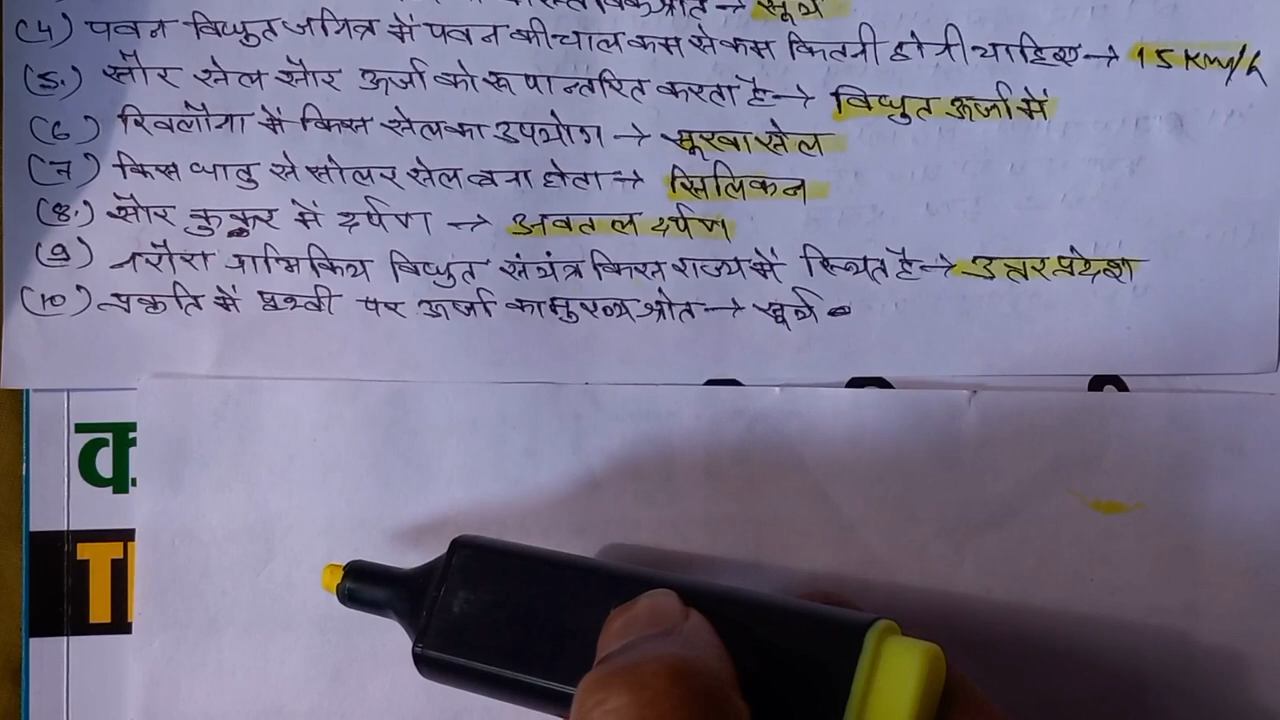 सूर्य
(4) पवन विधुत जनित्र में पवन की चाल कम से कम कितनी होनी चाहिए → 15 Km/h
(5.) सौर सेल सौर ऊर्जा को रूपान्तरित करता है → विधुत ऊर्जा में
(6) खिलौना में किस सेल का उपयोग → सूखा सेल
(7) किस धातु से सोलर सेल बना होता → सिलिकन
(8.) सौर कुकर में दर्पण → अवतल दर्पण
(9) नरौरा नाभिकिय विधुत संयंत्र किस राज्य में स्थित है → उत्तर प्रदेश
(10) प्रकृति में पृथ्वी पर ऊर्जा का मुख्य श्रोत → सूर्य
क
T